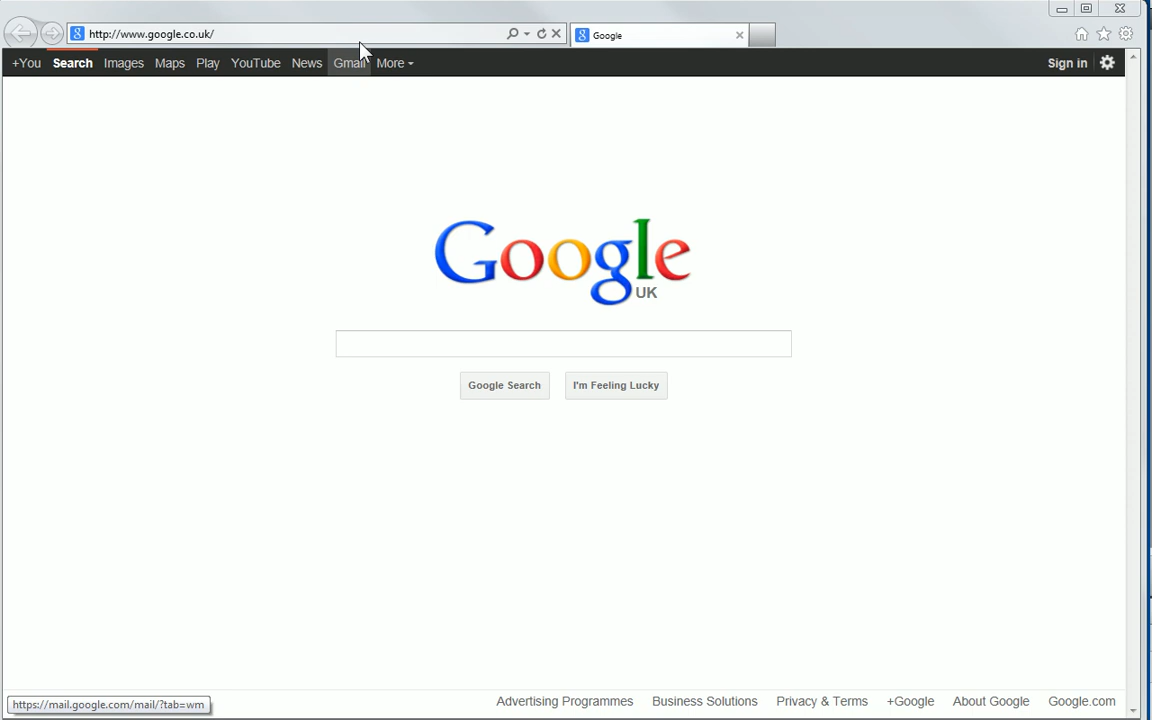 http://www.google.co.uk/
Google
+You Search Images Maps Play YouTube News Gmail More Sign in
Google
UK
Google Search I'm Feeling Lucky
https://mail.google.com/mail/?tab=wm
Advertising Programmes Business Solutions Privacy & Terms +Google About Google Google.com